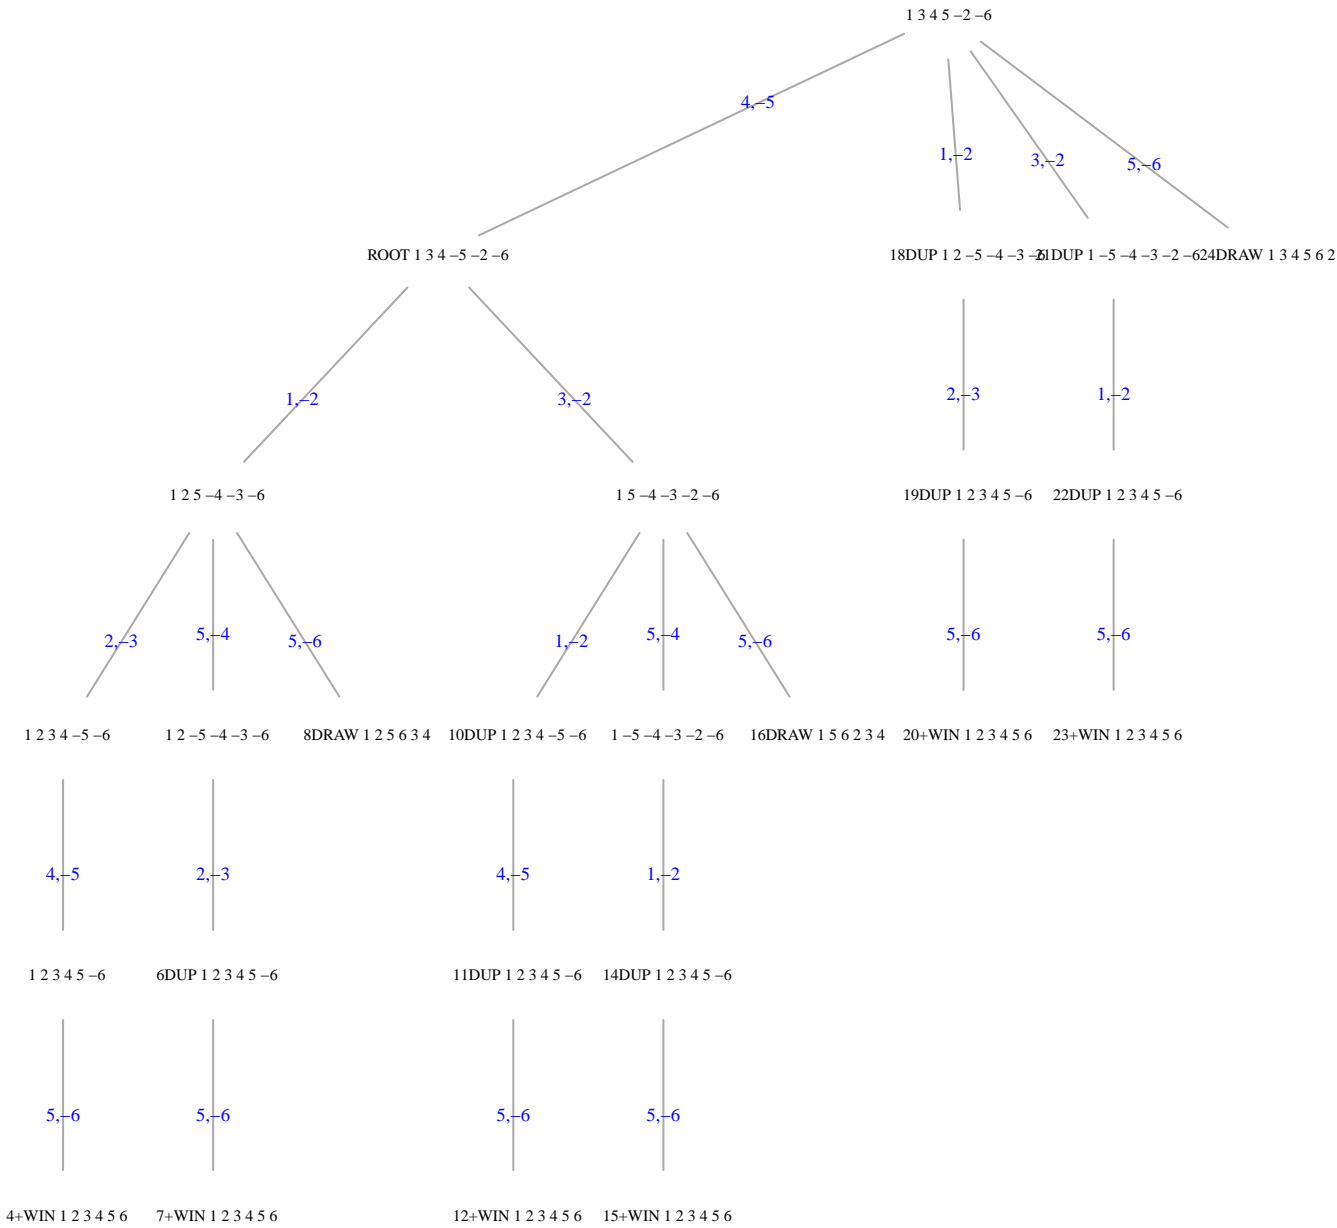 1 3 4 5 −2 −6
4,−5
1,−2
3,−2
5,−6
ROOT 1 3 4 −5 −2 −6
18DUP 1 2 −5 −4 −3 −6
21DUP 1 −5 −4 −3 −2 −6
24DRAW 1 3 4 5 6 2
1,−2
3,−2
2,−3
1,−2
1 2 5 −4 −3 −6
1 5 −4 −3 −2 −6
19DUP 1 2 3 4 5 −6
22DUP 1 2 3 4 5 −6
2,−3
5,−4
5,−6
1,−2
5,−4
5,−6
5,−6
5,−6
1 2 3 4 −5 −6
1 2 −5 −4 −3 −6
8DRAW 1 2 5 6 3 4
10DUP 1 2 3 4 −5 −6
1 −5 −4 −3 −2 −6
16DRAW 1 5 6 2 3 4
20+WIN 1 2 3 4 5 6
23+WIN 1 2 3 4 5 6
4,−5
2,−3
4,−5
1,−2
1 2 3 4 5 −6
6DUP 1 2 3 4 5 −6
11DUP 1 2 3 4 5 −6
14DUP 1 2 3 4 5 −6
5,−6
5,−6
5,−6
5,−6
4+WIN 1 2 3 4 5 6
7+WIN 1 2 3 4 5 6
12+WIN 1 2 3 4 5 6
15+WIN 1 2 3 4 5 6